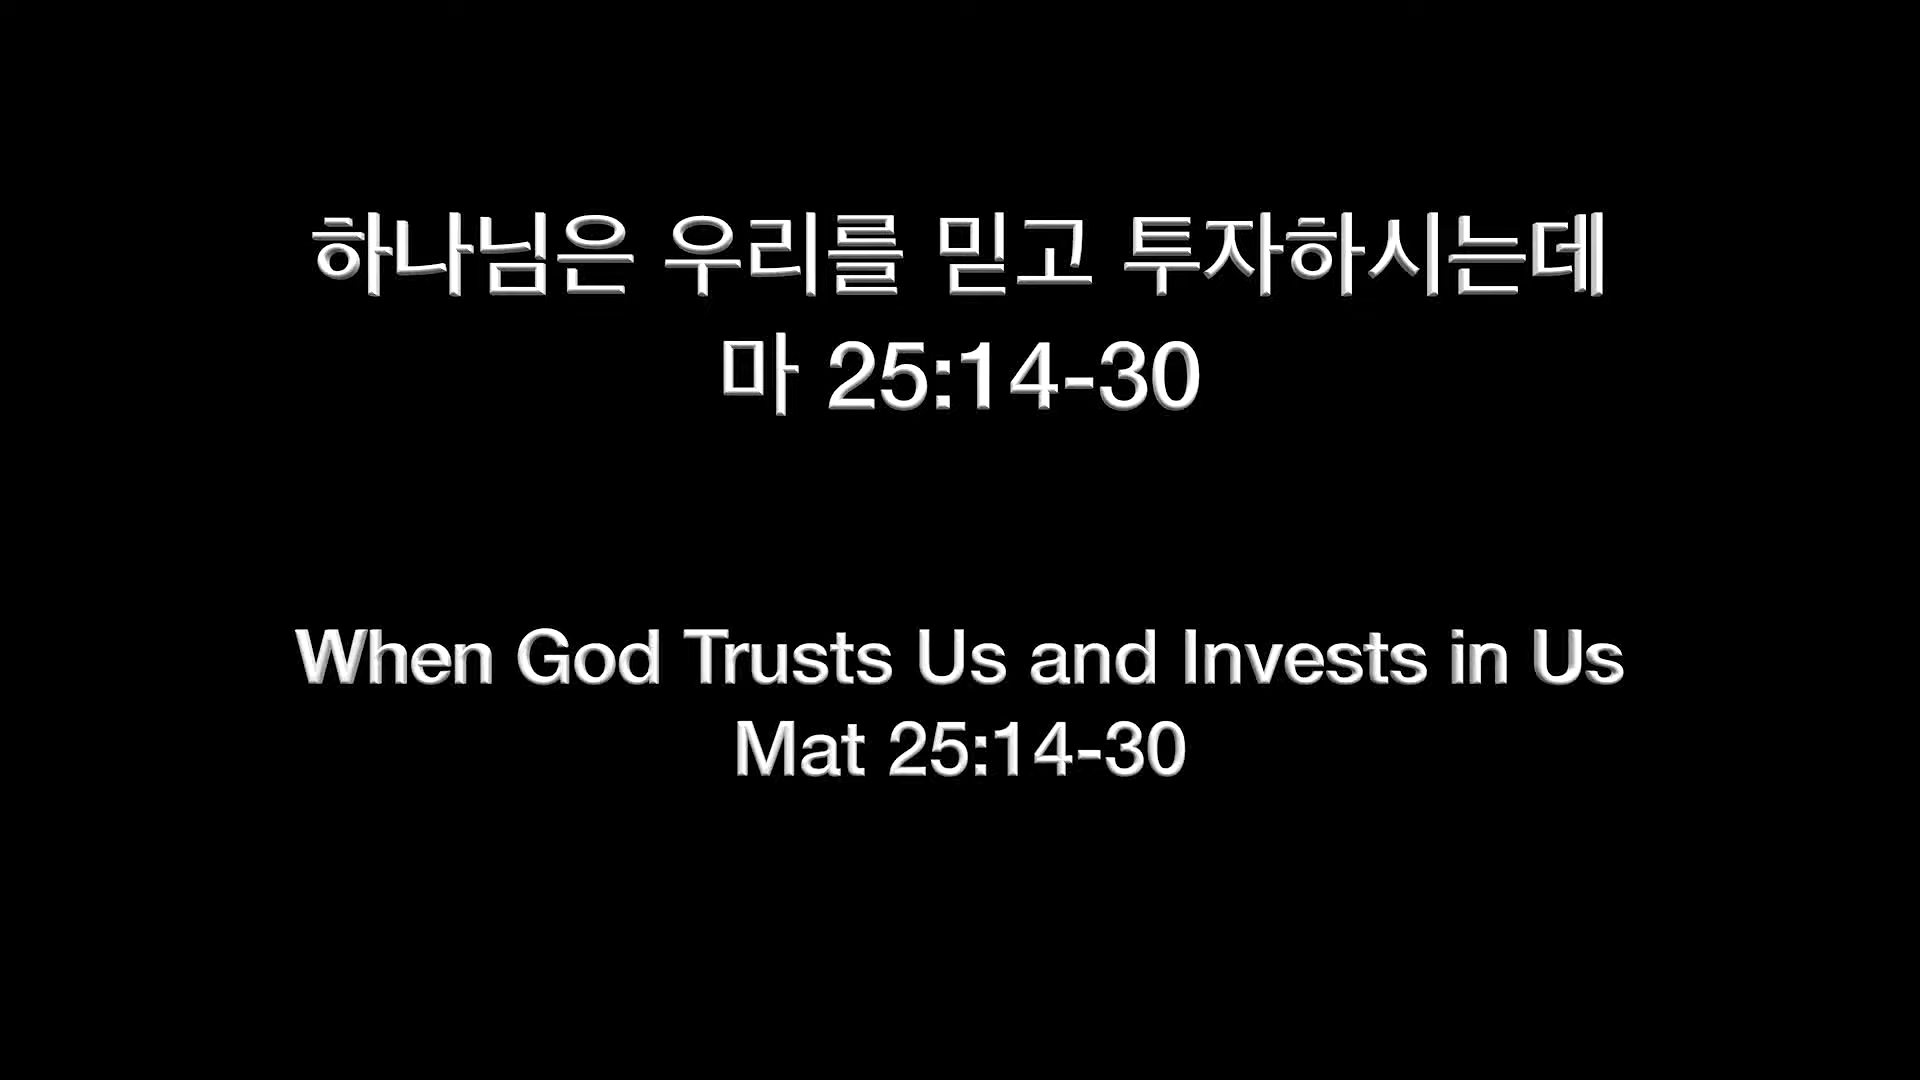 하나님은 우리를 믿고 투자하시는데
마 25:14-30
When God Trusts Us and Invests in Us
Mat 25:14-30